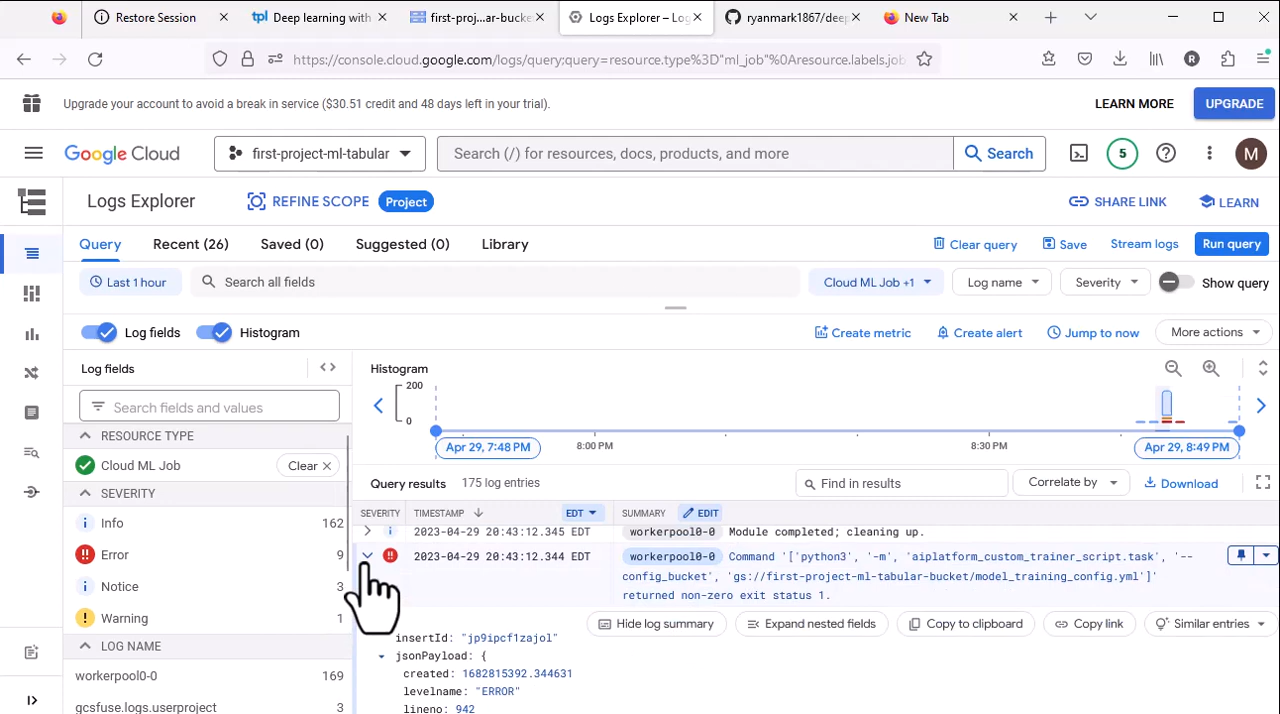 Restore Session
Deep learning with
first-proj...ar-bucke
Logs Explorer – Lo
ryanmark1867/deep
New Tab
https://console.cloud.google.com/logs/query;query=resource.type%3D"ml_job"%0Aresource.labels.job
R
Upgrade your account to avoid a break in service ($30.51 credit and 48 days left in your trial).
LEARN MORE
UPGRADE
Google Cloud
first-project-ml-tabular
Search (/) for resources, docs, products, and more
Search
5
M
Logs Explorer
REFINE SCOPE
Project
SHARE LINK
LEARN
Query
Recent (26)
Saved (0)
Suggested (0)
Library
Clear query
Save
Stream logs
Run query
Last 1 hour
Search all fields
Cloud ML Job +1
Log name
Severity
Show query
Log fields
Histogram
Create metric
Create alert
Jump to now
More actions
Log fields
Histogram
Search fields and values
200
0
RESOURCE TYPE
Apr 29, 7:48 PM
8:00 PM
8:30 PM
Apr 29, 8:49 PM
Cloud ML Job
Clear
Query results
175 log entries
Find in results
Correlate by
Download
SEVERITY
SEVERITY
TIMESTAMP
EDT
SUMMARY
EDIT
Info
162
2023-04-29 20:43:12.345 EDT
workerpool0-0
Module completed; cleaning up.
Error
9
2023-04-29 20:43:12.344 EDT
workerpool0-0
Command '['python3', '-m', 'aiplatform_custom_trainer_script.task', '--
config_bucket', 'gs://first-project-ml-tabular-bucket/model_training_config.yml']'
returned non-zero exit status 1.
Notice
3
Warning
1
Hide log summary
Expand nested fields
Copy to clipboard
Copy link
Similar entries
LOG NAME
insertId: "jp9ipcf1zajol"
jsonPayload: {
workerpool0-0
169
created: 1682815392.344631
levelname: "ERROR"
gcsfuse.logs.userproject
3
lineno: 942